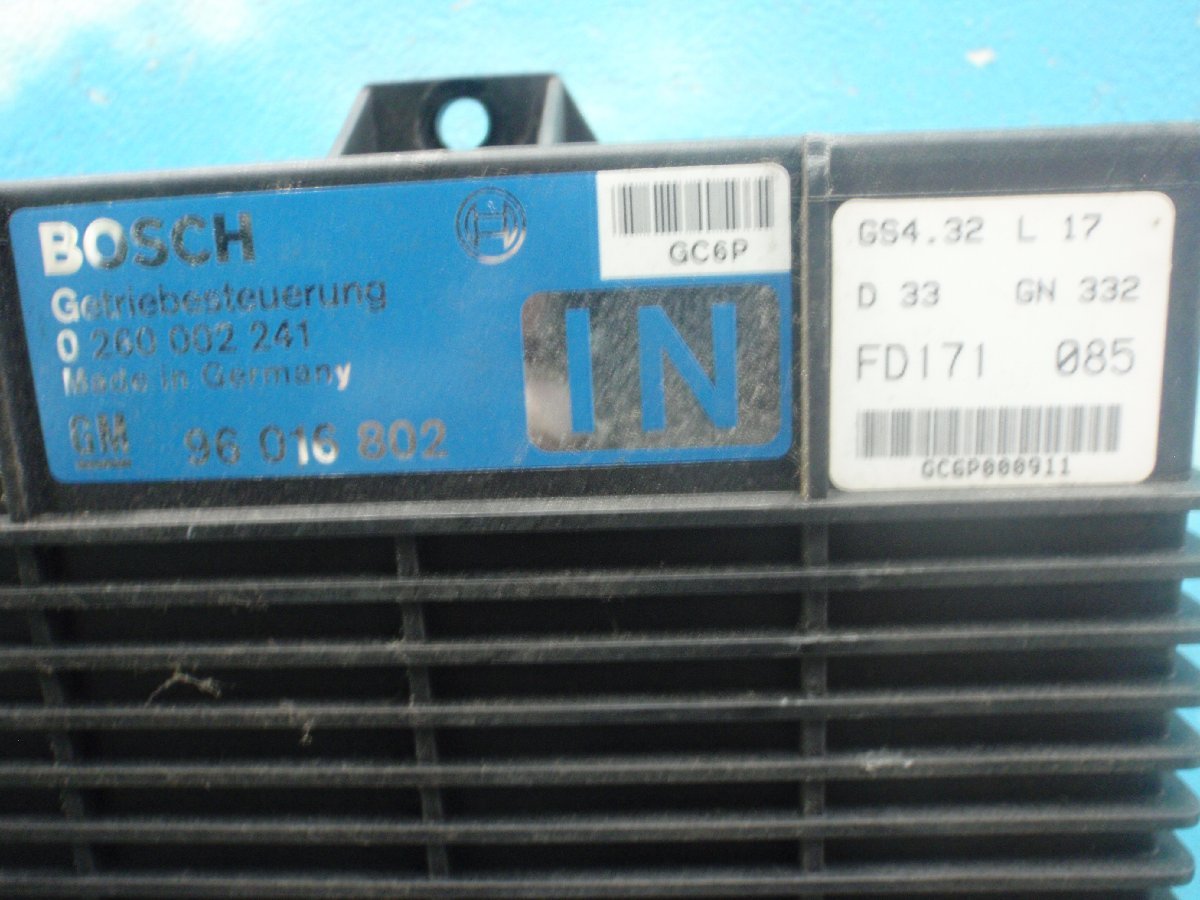 BOSCH
Getriebesteuerung
0 260 002 241
Made in Germany
GM 96 016 802
GC6P
IN
GS4.32 L 17
D 33 GN 332
FD171 085
GC6P000911